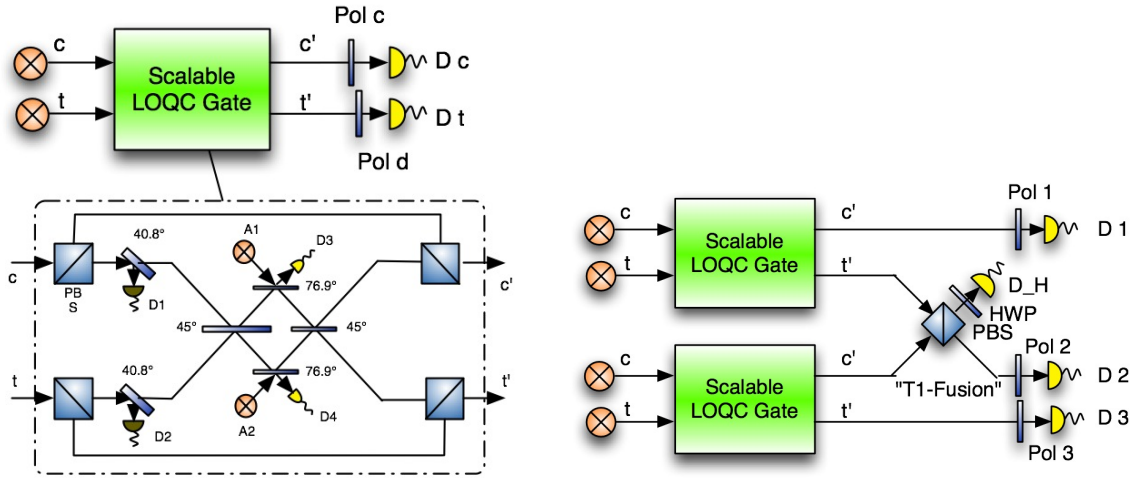 Pol c
c
c'
D c
Scalable
LOQC Gate
t
t'
D t
Pol d
40.8°
A1
D3
c
PB
S
D1
76.9°
c'
45°
45°
40.8°
76.9°
t
t'
D2
A2
D4
Pol 1
c
c'
D 1
Scalable
LOQC Gate
t
t'
D_H
HWP
PBS
Pol 2
c
c'
"T1-Fusion"
D 2
Scalable
LOQC Gate
t
t'
D 3
Pol 3